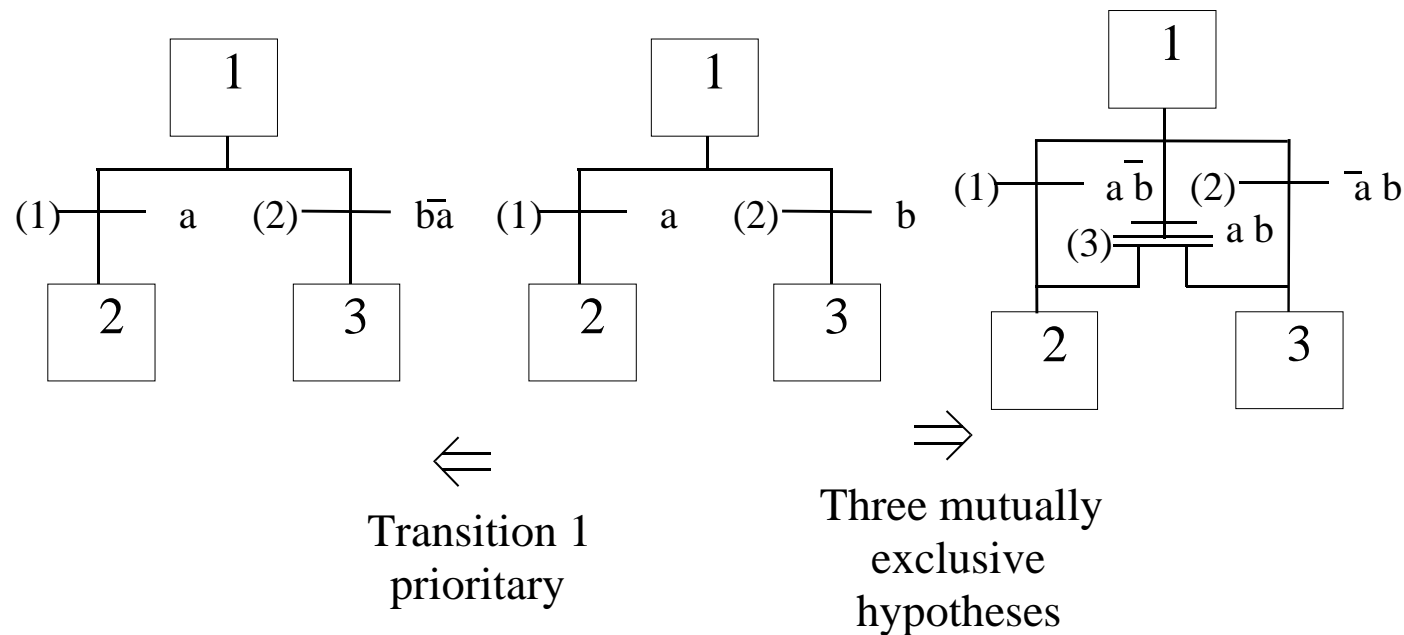 1
(1) a (2) ba̅
2 3
1
(1) a (2) b
2 3
1
(1) a b̅ (2) a̅ b
(3) a b
2 3
⇐
Transition 1
prioritary
⇒
Three mutually
exclusive
hypotheses